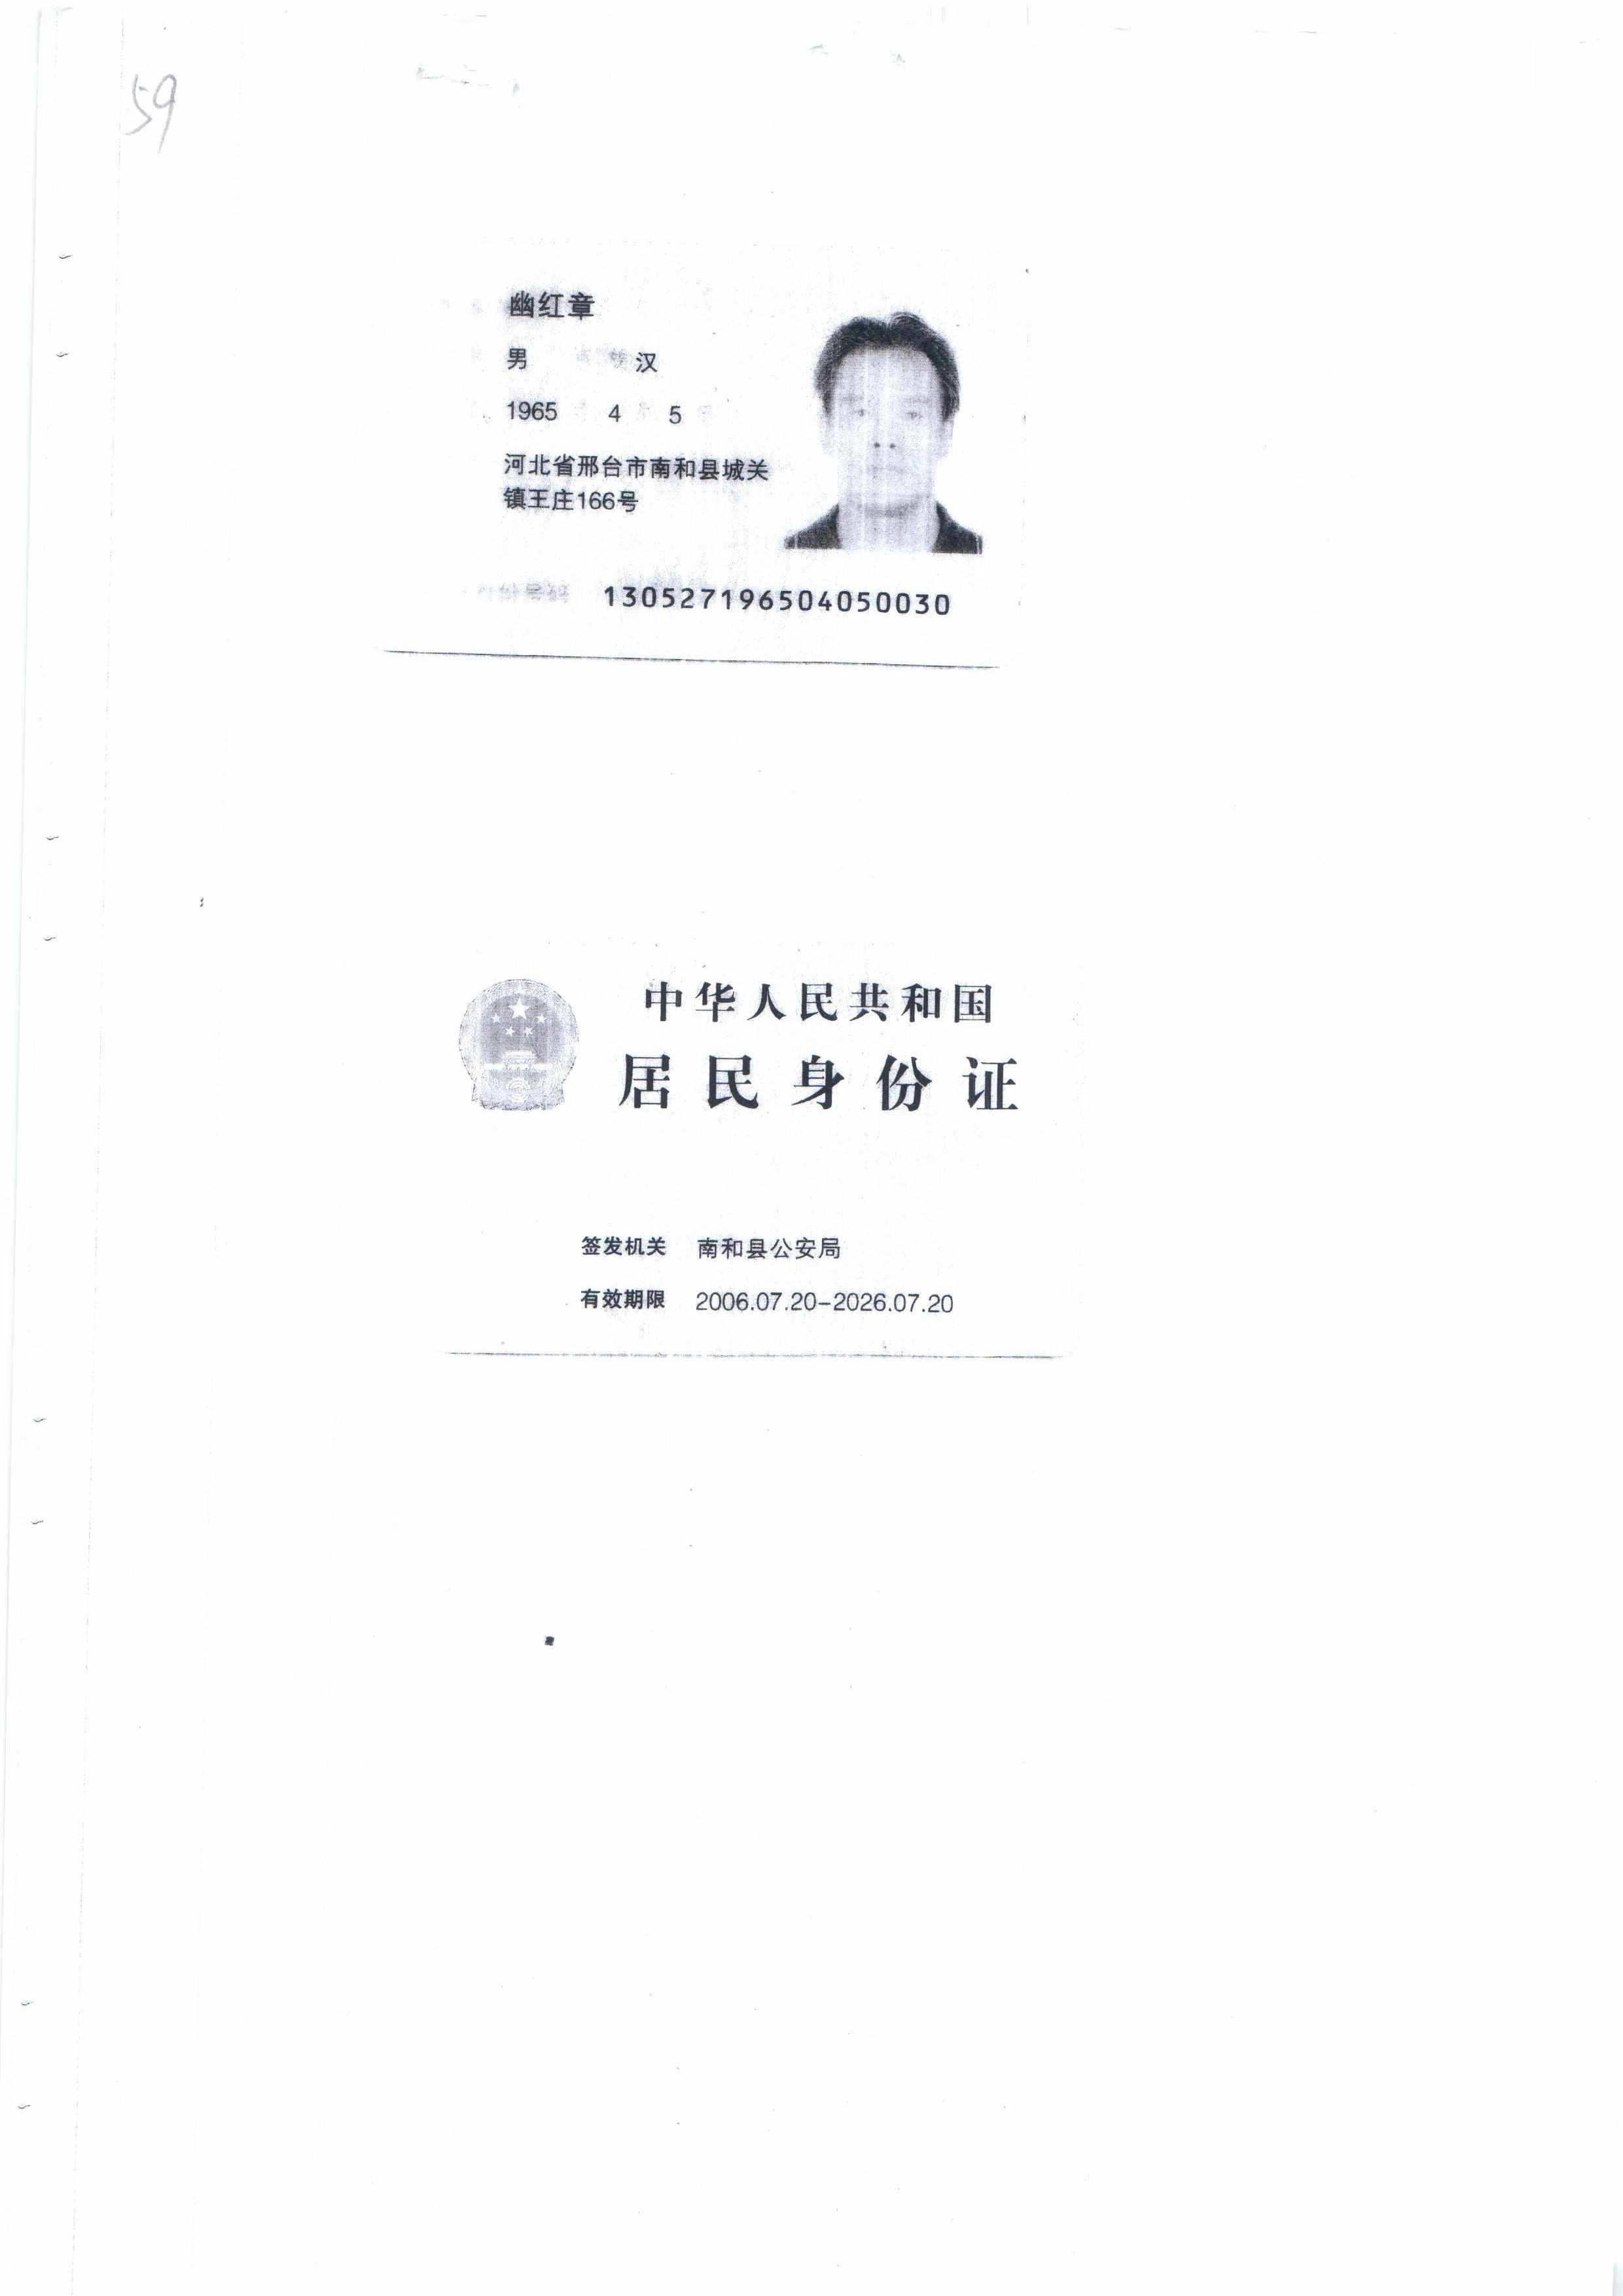 59
幽红章
男 汉
1965 4 5
河北省邢台市南和县城关
镇王庄166号
号码 130527196504050030
中华人民共和国
居民身份证
签发机关 南和县公安局
有效期限 2006.07.20-2026.07.20